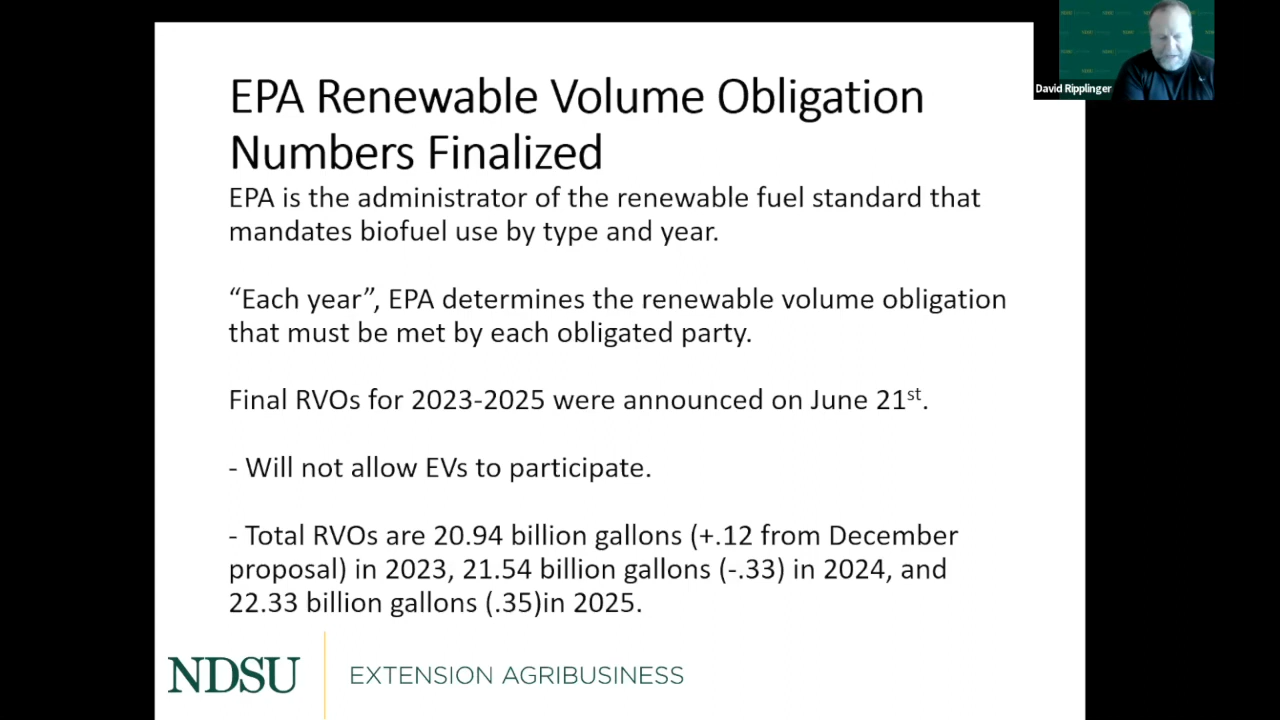 EPA Renewable Volume Obligation
Numbers Finalized
EPA is the administrator of the renewable fuel standard that
mandates biofuel use by type and year.
“Each year”, EPA determines the renewable volume obligation
that must be met by each obligated party.
Final RVOs for 2023-2025 were announced on June 21st.
- Will not allow EVs to participate.
- Total RVOs are 20.94 billion gallons (+.12 from December
proposal) in 2023, 21.54 billion gallons (-.33) in 2024, and
22.33 billion gallons (.35)in 2025.
NDSU
EXTENSION AGRIBUSINESS
David Ripplinger